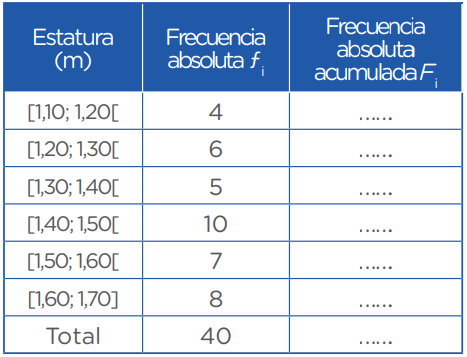 Estatura (m) | Frecuencia absoluta fi | Frecuencia absoluta acumulada Fi
[1,10; 1,20[ | 4 | ......
[1,20; 1,30[ | 6 | ......
[1,30; 1,40[ | 5 | ......
[1,40; 1,50[ | 10 | ......
[1,50; 1,60[ | 7 | ......
[1,60; 1,70] | 8 | ......
Total | 40 | ......